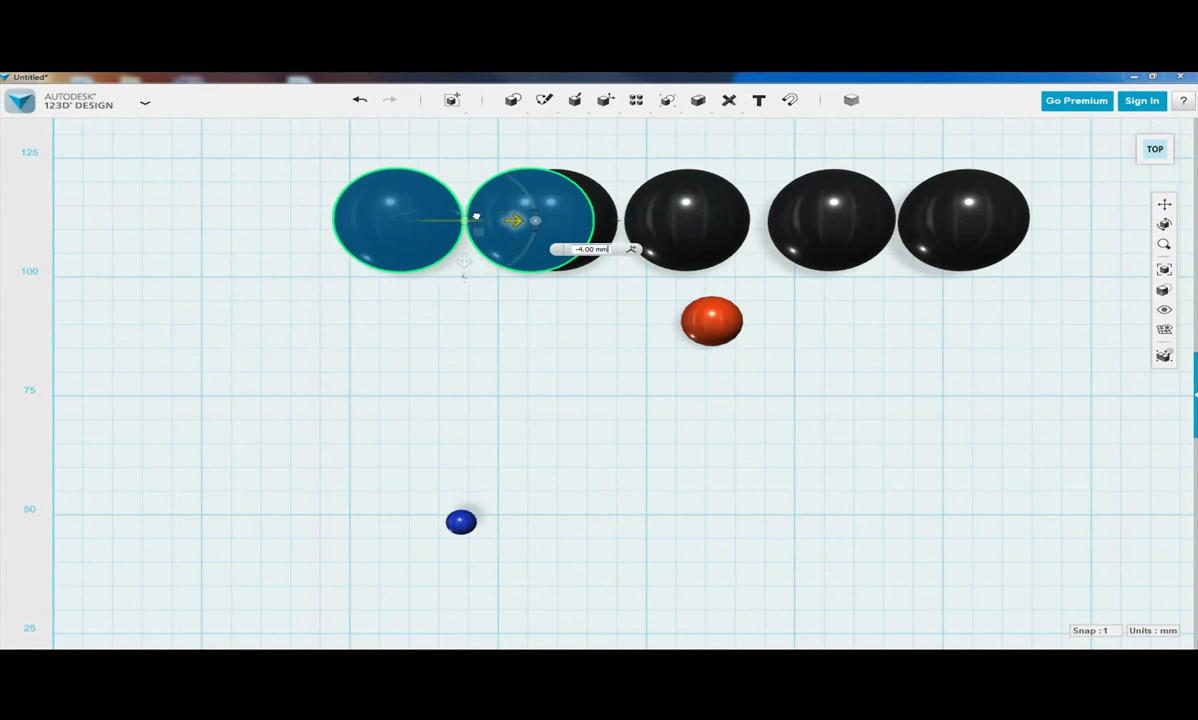 Untitled*
AUTODESK®
123D® DESIGN
T
Go Premium
Sign In
?
125
TOP
-4.00 mm
100
75
50
25
Snap : 1
Units : mm